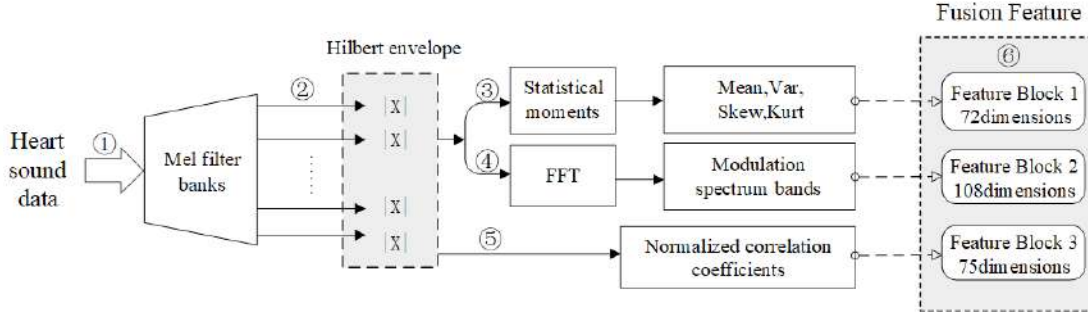 Fusion Feature
Hilbert envelope
⑥
②
|X|
③
Statistical
moments
Mean,Var,
Skew,Kurt
Feature Block 1
72dimensions
Heart
sound
data
①
Mel filter
banks
|X|
④
FFT
Modulation
spectrum bands
Feature Block 2
108dimensions
|X|
|X|
⑤
Normalized correlation
coefficients
Feature Block 3
75dimensions